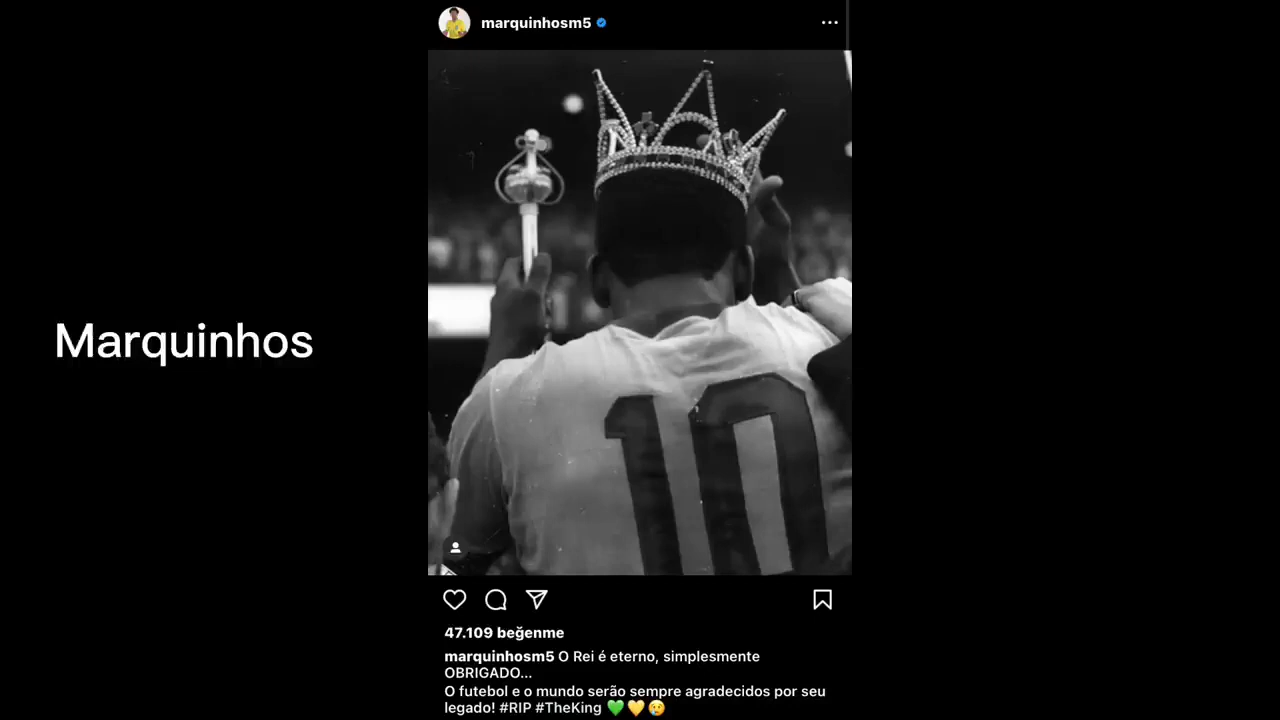 marquinhosm5
10
Marquinhos
47.109 beğenme
marquinhosm5 O Rei é eterno, simplesmente
OBRIGADO...
O futebol e o mundo serão sempre agradecidos por seu
legado! #RIP #TheKing 💚💛😢